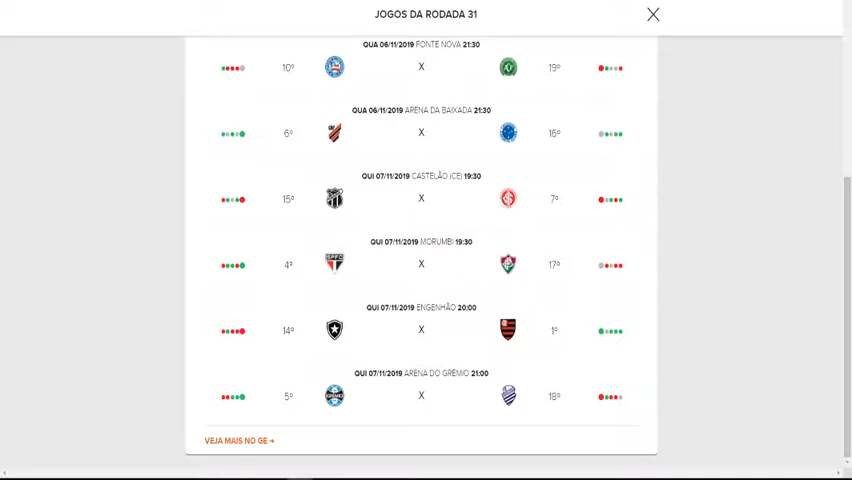 JOGOS DA RODADA 31
QUA 06/11/2019 FONTE NOVA 21:30
10º X 19º
QUA 06/11/2019 ARENA DA BAIXADA 21:30
6º X 16º
QUI 07/11/2019 CASTELÃO (CE) 19:30
15º X 7º
QUI 07/11/2019 MORUMBI 19:30
4º X 17º
QUI 07/11/2019 ENGENHÃO 20:00
14º X 1º
QUI 07/11/2019 ARENA DO GRÊMIO 21:00
5º X 18º
VEJA MAIS NO GE